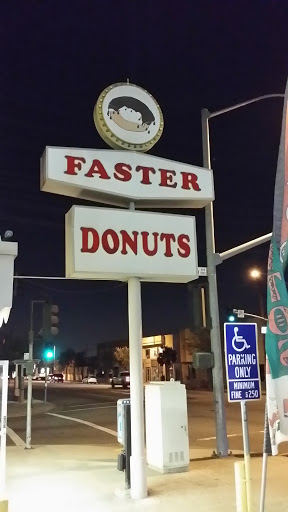 FASTER
DONUTS
PARKING
ONLY
MINIMUM
FINE $250